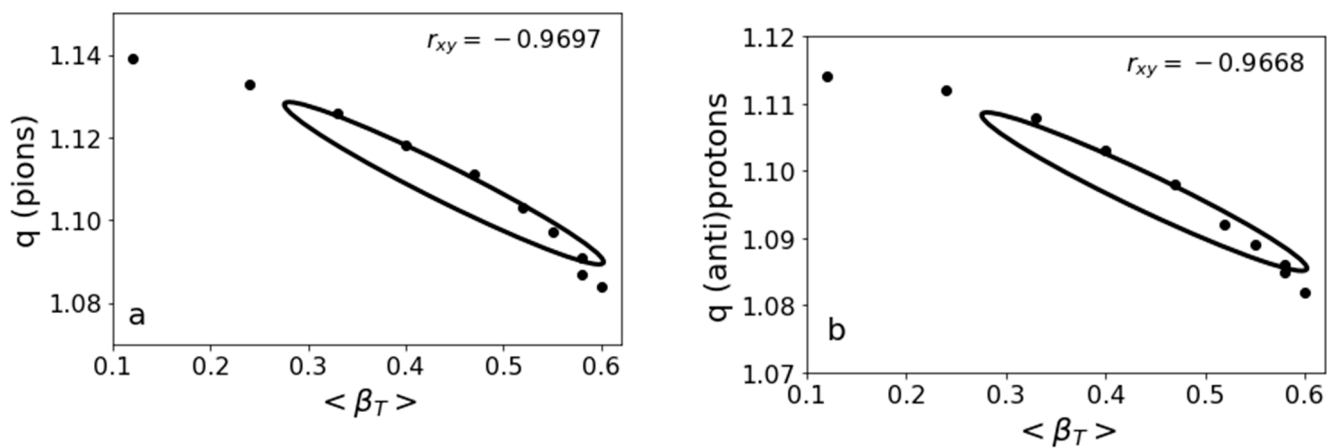 r_xy = −0.9697
1.14
1.12
1.10
1.08
q (pions)
a
0.1 0.2 0.3 0.4 0.5 0.6
< β_T >
r_xy = −0.9668
1.12
1.11
1.10
1.09
1.08
1.07
q (anti)protons
b
0.1 0.2 0.3 0.4 0.5 0.6
< β_T >